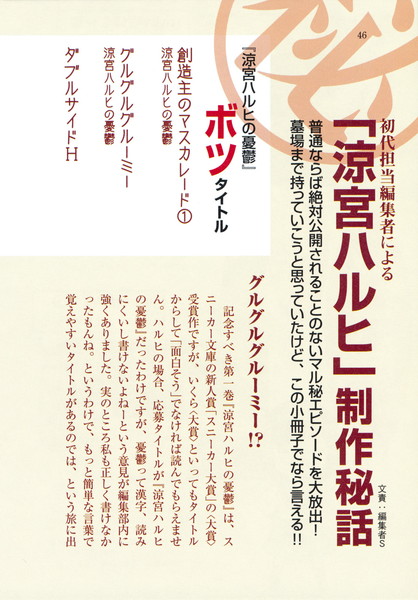 46
初代担当編集者による
「涼宮ハルヒ」制作秘話
文責：編集者S
普通ならば絶対公開されることのないマル秘エピソードを大放出！
墓場まで持っていこうと思っていたけど、この小冊子でなら言える!!
『涼宮ハルヒの憂鬱』
ボツタイトル
創造主のマスカレード①
涼宮ハルヒの憂鬱
グルグルグルーミー
涼宮ハルヒの憂鬱
ダブルサイドH
グルグルグルーミー!?
記念すべき第一巻『涼宮ハルヒの憂鬱』は、ス
ニーカー文庫の新人賞「スニーカー大賞」の〈大賞〉
受賞作ですが、いくら〈大賞〉といってもタイトル
からして「面白そう」でなければ読んでもらえませ
ん。ハルヒの場合、応募タイトルが『涼宮ハルヒ
の憂鬱』だったわけですが、憂鬱って漢字、読み
にくいし書けないよねーという意見が編集部内に
強くありました。実のところ私も正しく書けなか
ったもんね。というわけで、もっと簡単な言葉で
覚えやすいタイトルがあるのでは、という旅に出